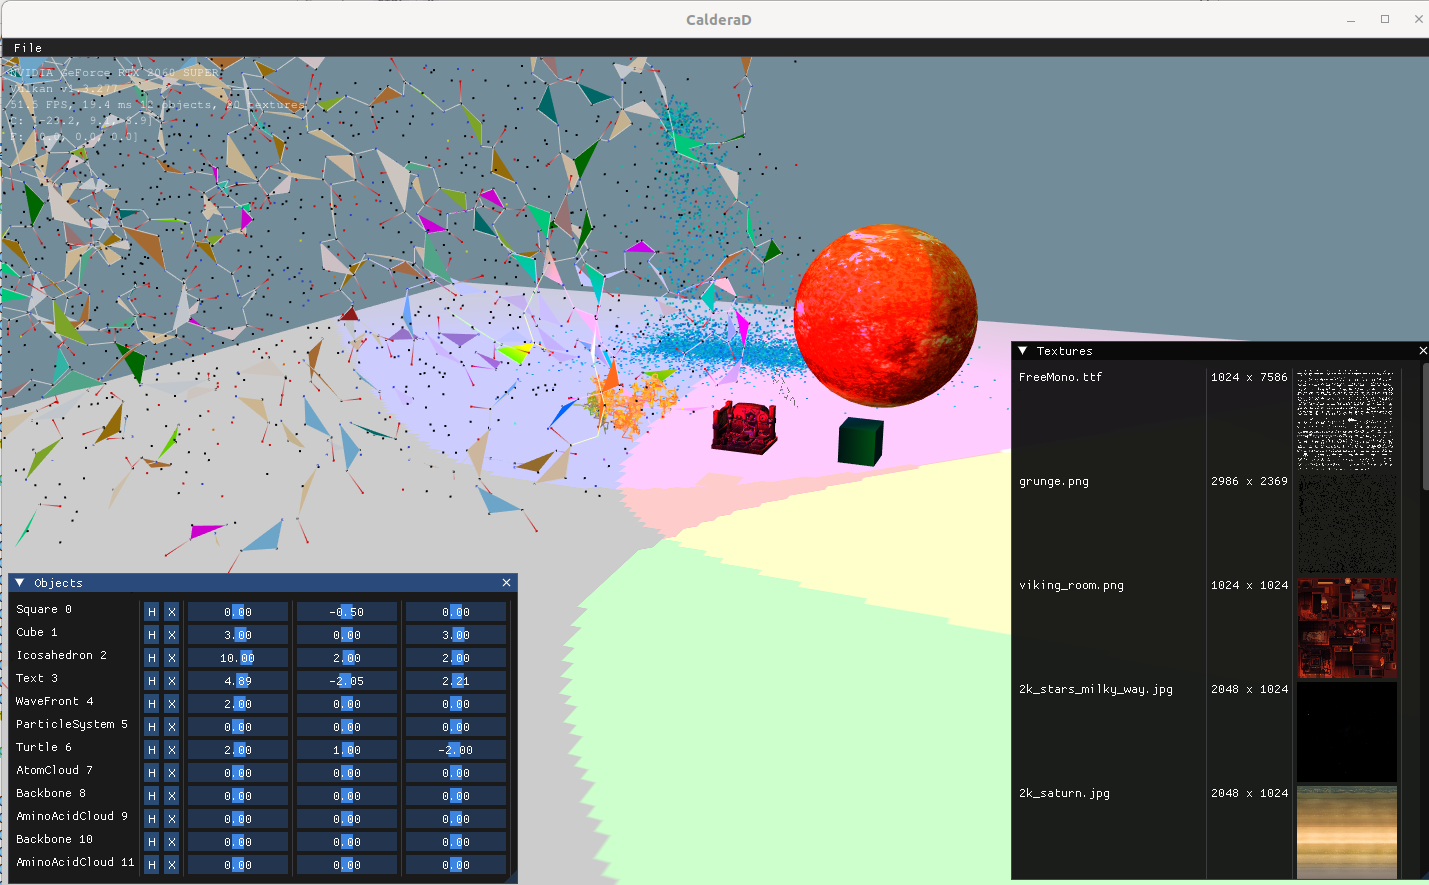 CalderaD
File
NVIDIA GeForce RTX 2060 SUPER
Vulkan v1.3.277
51.5 FPS, 19.4 ms 12 objects, 20 textures
C: [-23.2, 9.2, 3.9]
F: [0.0, 0.0, 0.0]
Textures
FreeMono.ttf 1024 x 7586
grunge.png 2986 x 2369
viking_room.png 1024 x 1024
2k_stars_milky_way.jpg 2048 x 1024
2k_saturn.jpg 2048 x 1024
Objects
Square 0 H X 0.00 -0.50 0.00
Cube 1 H X 3.00 0.00 3.00
Icosahedron 2 H X 10.00 2.00 2.00
Text 3 H X 4.89 -2.05 2.21
WaveFront 4 H X 2.00 0.00 0.00
ParticleSystem 5 H X 0.00 0.00 0.00
Turtle 6 H X 2.00 1.00 -2.00
AtomCloud 7 H X 0.00 0.00 0.00
Backbone 8 H X 0.00 0.00 0.00
AminoAcidCloud 9 H X 0.00 0.00 0.00
Backbone 10 H X 0.00 0.00 0.00
AminoAcidCloud 11 H X 0.00 0.00 0.00